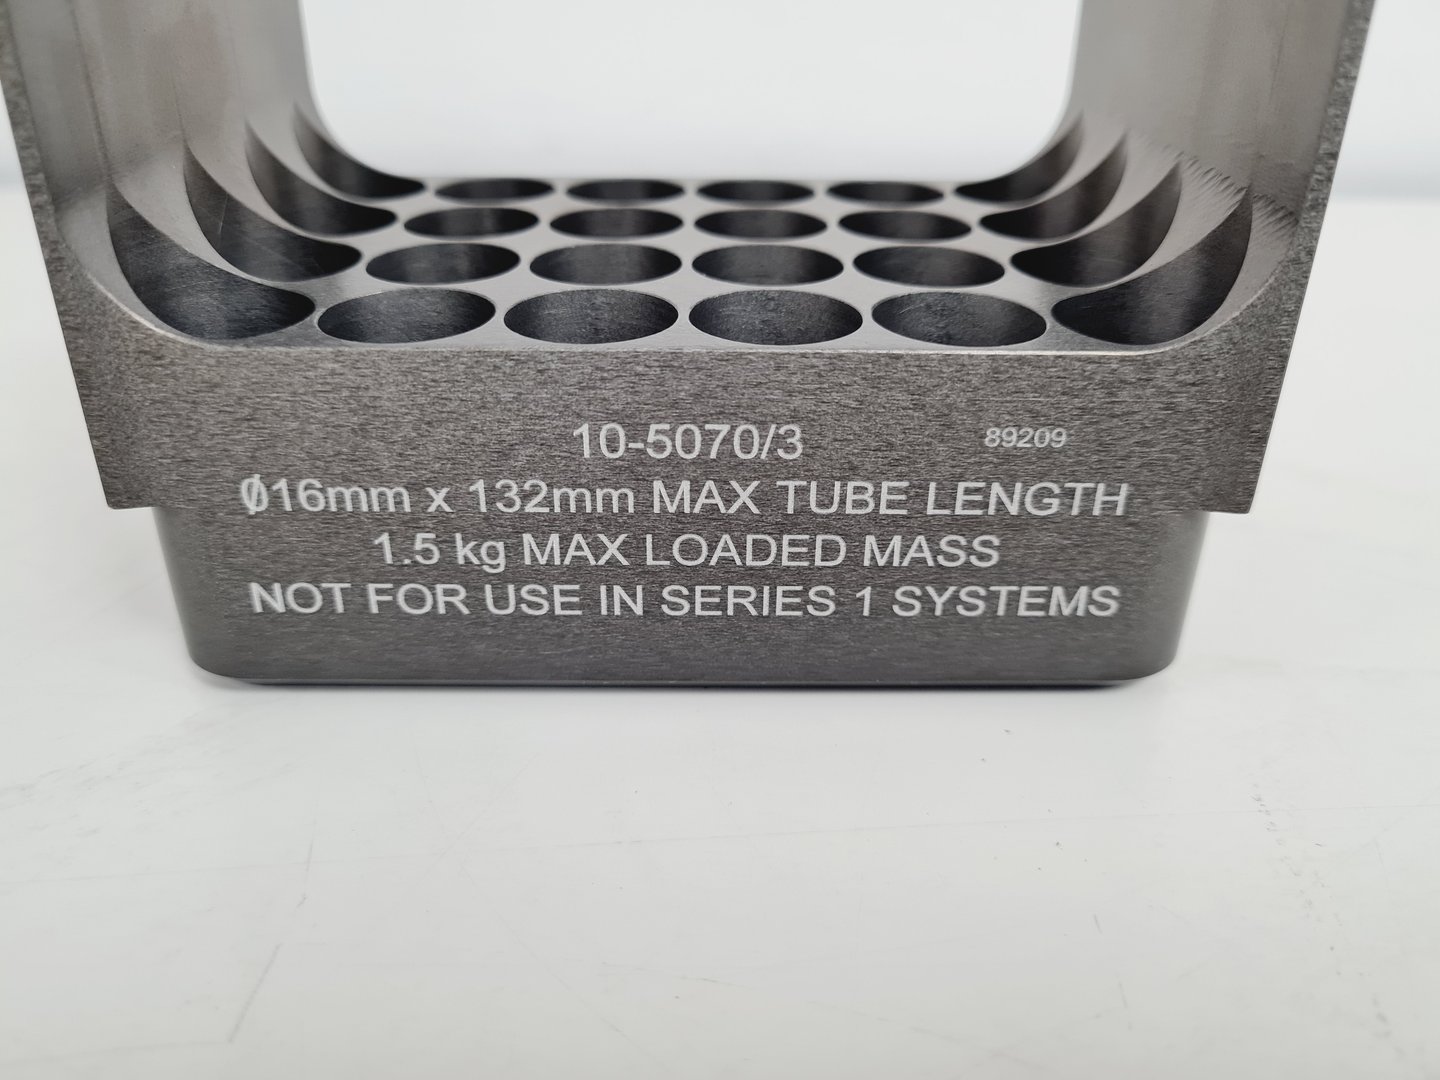 10-5070/3 89209
Ø16mm x 132mm MAX TUBE LENGTH
1.5 kg MAX LOADED MASS
NOT FOR USE IN SERIES 1 SYSTEMS